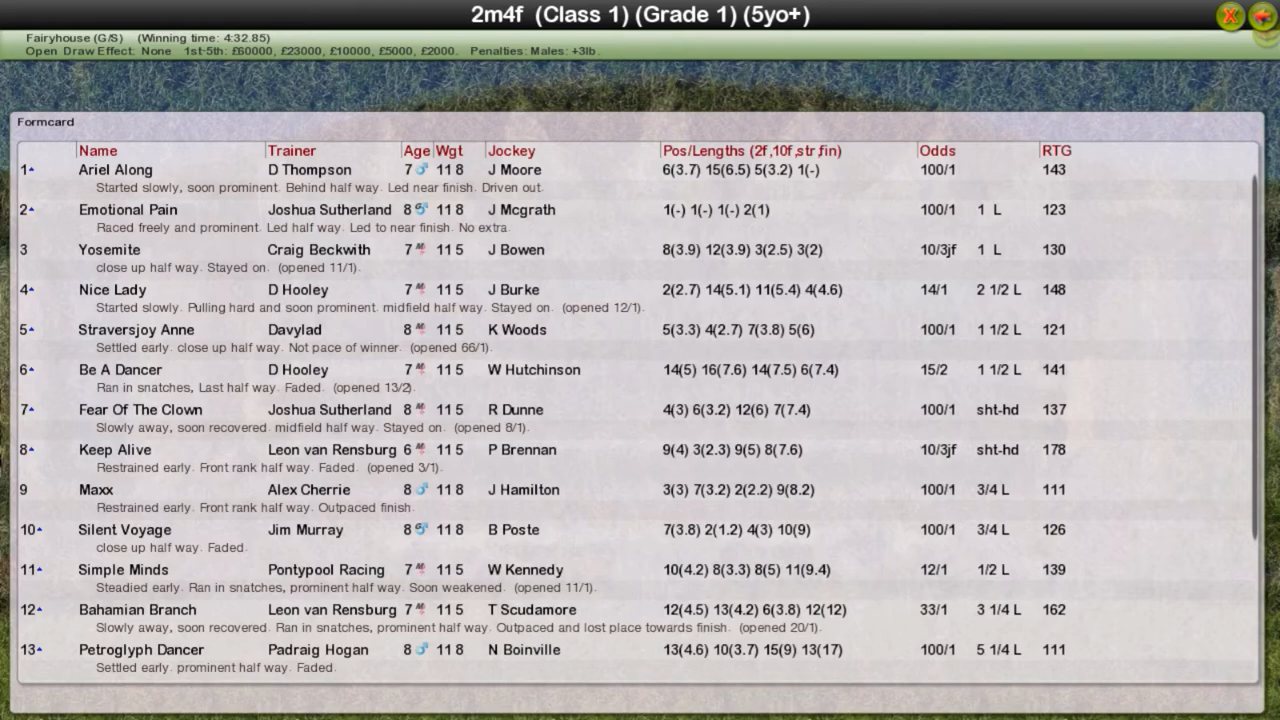 2m4f (Class 1) (Grade 1) (5yo+)
Fairyhouse (G/S) (Winning time: 4:32.85)
Open Draw Effect: None 1st-5th: £60000, £23000, £10000, £5000, £2000. Penalties: Males: +3lb.
Formcard
Name Trainer Age Wgt Jockey Pos/Lengths (2f,10f,str,fin) Odds RTG
1 Ariel Along D Thompson 7 11 8 J Moore 6(3.7) 15(6.5) 5(3.2) 1(-) 100/1 143
Started slowly, soon prominent. Behind half way. Led near finish. Driven out.
2 Emotional Pain Joshua Sutherland 8 11 8 J Mcgrath 1(-) 1(-) 1(-) 2(1) 100/1 1 L 123
Raced freely and prominent. Led half way. Led to near finish. No extra.
3 Yosemite Craig Beckwith 7 11 5 J Bowen 8(3.9) 12(3.9) 3(2.5) 3(2) 10/3jf 1 L 130
close up half way. Stayed on. (opened 11/1).
4 Nice Lady D Hooley 7 11 5 J Burke 2(2.7) 14(5.1) 11(5.4) 4(4.6) 14/1 2 1/2 L 148
Started slowly. Pulling hard and soon prominent. midfield half way. Stayed on. (opened 12/1).
5 Straversjoy Anne Davylad 8 11 5 K Woods 5(3.3) 4(2.7) 7(3.8) 5(6) 100/1 1 1/2 L 121
Settled early. close up half way. Not pace of winner. (opened 66/1).
6 Be A Dancer D Hooley 7 11 5 W Hutchinson 14(5) 16(7.6) 14(7.5) 6(7.4) 15/2 1 1/2 L 141
Ran in snatches, Last half way. Faded. (opened 13/2).
7 Fear Of The Clown Joshua Sutherland 8 11 5 R Dunne 4(3) 6(3.2) 12(6) 7(7.4) 100/1 sht-hd 137
Slowly away, soon recovered. midfield half way. Stayed on. (opened 8/1).
8 Keep Alive Leon van Rensburg 6 11 5 P Brennan 9(4) 3(2.3) 9(5) 8(7.6) 10/3jf sht-hd 178
Restrained early. Front rank half way. Faded. (opened 3/1).
9 Maxx Alex Cherrie 8 11 8 J Hamilton 3(3) 7(3.2) 2(2.2) 9(8.2) 100/1 3/4 L 111
Restrained early. Front rank half way. Outpaced finish.
10 Silent Voyage Jim Murray 8 11 8 B Poste 7(3.8) 2(1.2) 4(3) 10(9) 100/1 3/4 L 126
close up half way. Faded.
11 Simple Minds Pontypool Racing 7 11 5 W Kennedy 10(4.2) 8(3.3) 8(5) 11(9.4) 12/1 1/2 L 139
Steadied early. Ran in snatches, prominent half way. Soon weakened. (opened 11/1).
12 Bahamian Branch Leon van Rensburg 7 11 5 T Scudamore 12(4.5) 13(4.2) 6(3.8) 12(12) 33/1 3 1/4 L 162
Slowly away, soon recovered. Ran in snatches, prominent half way. Outpaced and lost place towards finish. (opened 20/1).
13 Petroglyph Dancer Padraig Hogan 8 11 8 N Boinville 13(4.6) 10(3.7) 15(9) 13(17) 100/1 5 1/4 L 111
Settled early. prominent half way. Faded.